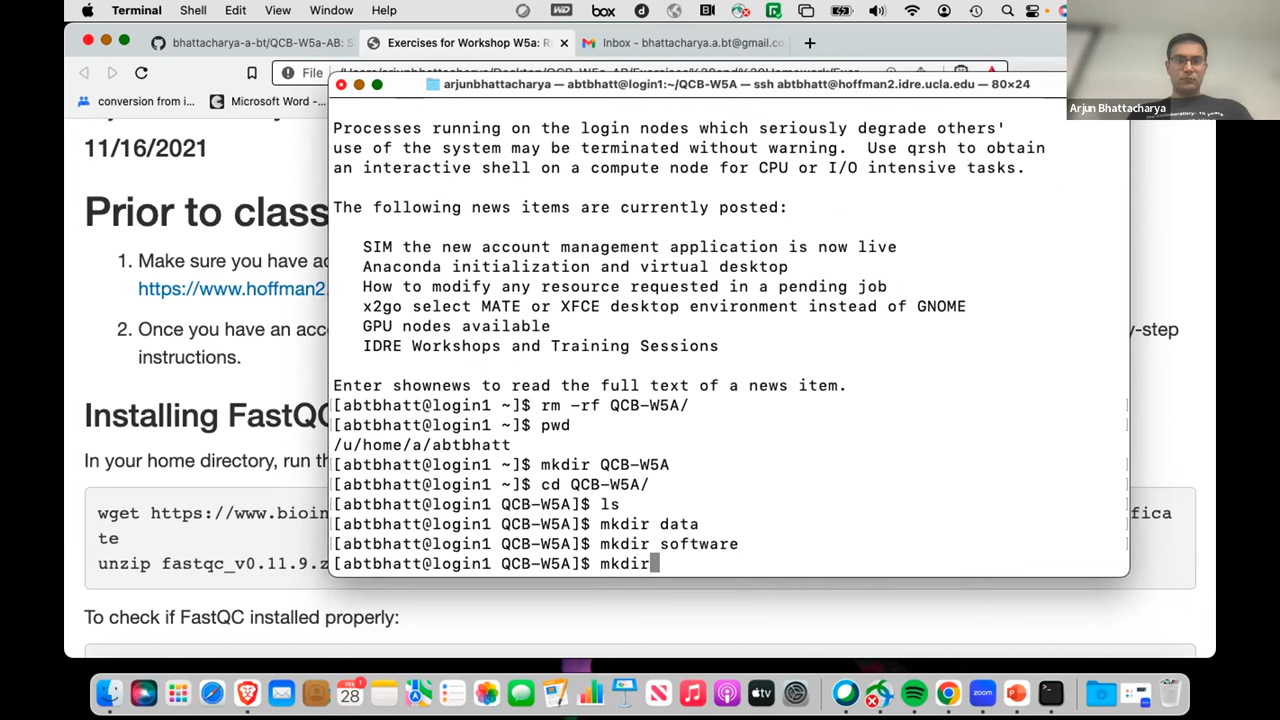 Terminal Shell Edit View Window Help
bhattacharya-a-bt/QCB-W5a-AB: S
Exercises for Workshop W5a: R
Inbox - bhattacharya.a.bt@gmail.co
File
conversion from i...
Microsoft Word -...
Arjun Bhattacharya
arjunbhattacharya — abtbhatt@login1:~/QCB-W5A — ssh abtbhatt@hoffman2.idre.ucla.edu — 80×24
Processes running on the login nodes which seriously degrade others'
use of the system may be terminated without warning. Use qrsh to obtain
an interactive shell on a compute node for CPU or I/O intensive tasks.
The following news items are currently posted:
SIM the new account management application is now live
Anaconda initialization and virtual desktop
How to modify any resource requested in a pending job
x2go select MATE or XFCE desktop environment instead of GNOME
GPU nodes available
IDRE Workshops and Training Sessions
Enter shownews to read the full text of a news item.
[abtbhatt@login1 ~]$ rm -rf QCB-W5A/
[abtbhatt@login1 ~]$ pwd
/u/home/a/abtbhatt
[abtbhatt@login1 ~]$ mkdir QCB-W5A
[abtbhatt@login1 ~]$ cd QCB-W5A/
[abtbhatt@login1 QCB-W5A]$ ls
[abtbhatt@login1 QCB-W5A]$ mkdir data
[abtbhatt@login1 QCB-W5A]$ mkdir software
[abtbhatt@login1 QCB-W5A]$ mkdir
11/16/2021
Prior to class
1. Make sure you have ac
https://www.hoffman2.
2. Once you have an acc
-step
instructions.
Installing FastQC
In your home directory, run th
wget https://www.bioin
fica
te
unzip fastqc_v0.11.9.z
To check if FastQC installed properly:
FEB
28
zoom